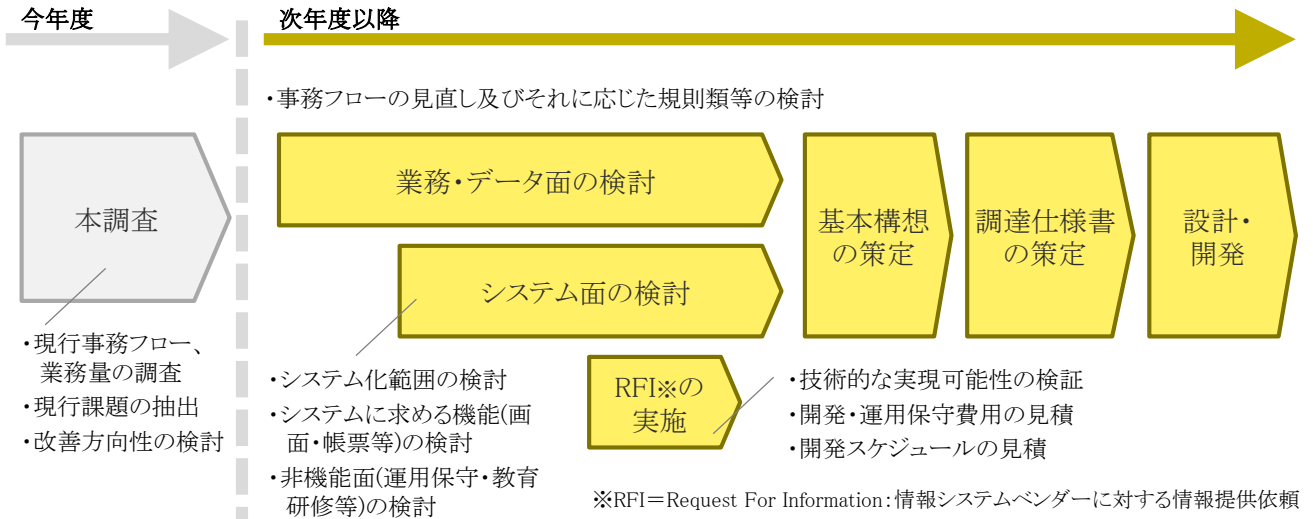 今年度
次年度以降
・事務フローの見直し及びそれに応じた規則類等の検討
本調査
業務・データ面の検討
システム面の検討
基本構想
の策定
調達仕様書
の策定
設計・
開発
・現行事務フロー、
業務量の調査
・現行課題の抽出
・改善方向性の検討
・システム化範囲の検討
・システムに求める機能(画
面・帳票等)の検討
・非機能面(運用保守・教育
研修等)の検討
RFI※の
実施
・技術的な実現可能性の検証
・開発・運用保守費用の見積
・開発スケジュールの見積
※RFI＝Request For Information：情報システムベンダーに対する情報提供依頼